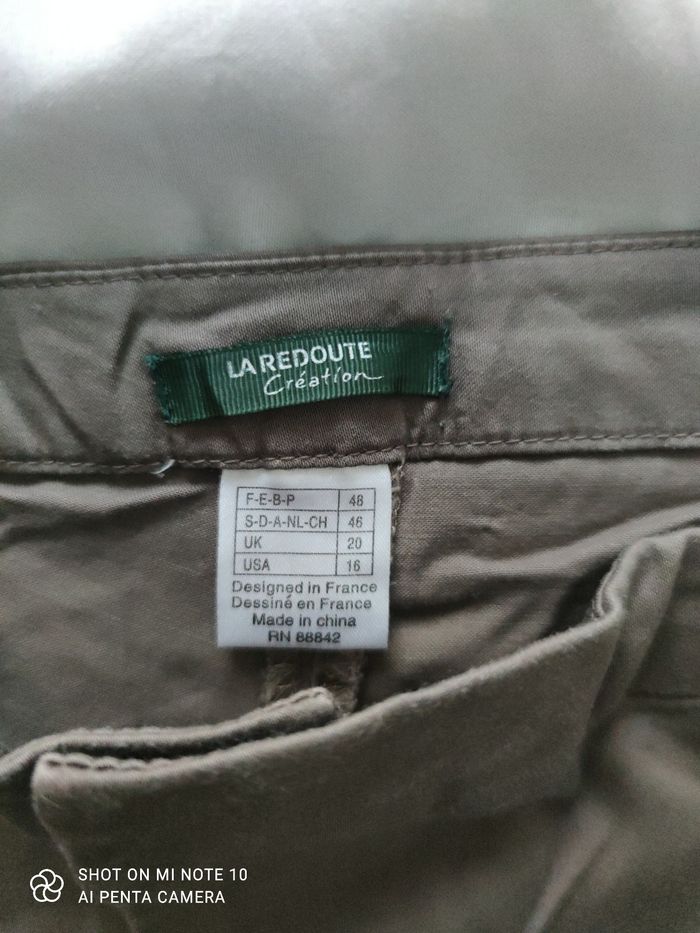 LA REDOUTE
Création
F-E-B-P 48
S-D-A-NL-CH 46
UK 20
USA 16
Designed in France
Dessiné en France
Made in china
RN 88842
SHOT ON MI NOTE 10
AI PENTA CAMERA